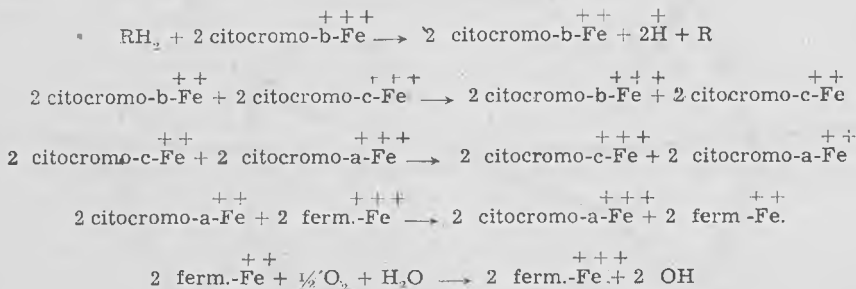 + + + + + +
RH₂ + 2 citocromo-b-Fe → 2 citocromo-b-Fe + 2H + R
+ + + + + + + + + +
2 citocromo-b-Fe + 2 citocromo-c-Fe → 2 citocromo-b-Fe + 2 citocromo-c-Fe
+ + + + + + + + + +
2 citocromo-c-Fe + 2 citocromo-a-Fe → 2 citocromo-c-Fe + 2 citocromo-a-Fe
+ + + + + + + + + +
2 citocromo-a-Fe + 2 ferm.-Fe → 2 citocromo-a-Fe + 2 ferm -Fe.
+ + + + +
2 ferm.-Fe + ½ O₂ + H₂O → 2 ferm.-Fe + 2 OH